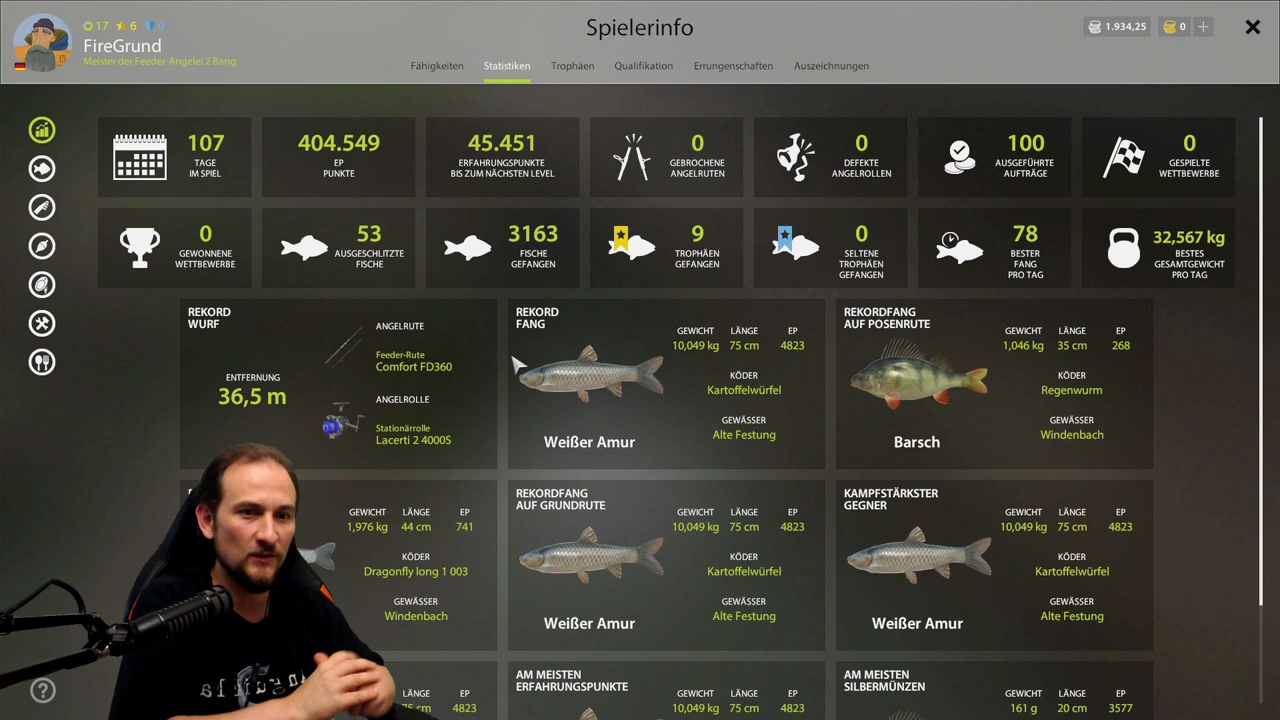 17 6 0
FireGrund
Meister der Feeder-Angelei 2 Rang
Spielerinfo
1.934,25 0
Fähigkeiten Statistiken Trophäen Qualifikation Errungenschaften Auszeichnungen
107
TAGE
IM SPIEL
404.549
EP
PUNKTE
45.451
ERFAHRUNGSPUNKTE
BIS ZUM NÄCHSTEN LEVEL
0
GEBROCHENE
ANGELRUTEN
0
DEFEKTE
ANGELROLLEN
100
AUSGEFÜHRTE
AUFTRÄGE
0
GESPIELTE
WETTBEWERBE
0
GEWONNENE
WETTBEWERBE
53
AUSGESCHLITZTE
FISCHE
3163
FISCHE
GEFANGEN
9
TROPHÄEN
GEFANGEN
0
SELTENE
TROPHÄEN
GEFANGEN
78
BESTER
FANG
PRO TAG
32,567 kg
BESTES
GESAMTGEWICHT
PRO TAG
REKORD
WURF
ENTFERNUNG
36,5 m
ANGELRUTE
Feeder-Rute
Comfort FD360
ANGELROLLE
Stationärrolle
Lacerti 2 4000S
REKORD
FANG
GEWICHT LÄNGE EP
10,049 kg 75 cm 4823
KÖDER
Kartoffelwürfel
GEWÄSSER
Alte Festung
Weißer Amur
REKORDFANG
AUF POSENRUTE
GEWICHT LÄNGE EP
1,046 kg 35 cm 268
KÖDER
Regenwurm
GEWÄSSER
Windenbach
Barsch
GEWICHT LÄNGE EP
1,976 kg 44 cm 741
KÖDER
Dragonfly long 1 003
GEWÄSSER
Windenbach
REKORDFANG
AUF GRUNDRUTE
GEWICHT LÄNGE EP
10,049 kg 75 cm 4823
KÖDER
Kartoffelwürfel
GEWÄSSER
Alte Festung
Weißer Amur
KAMPFSTÄRKSTER
GEGNER
GEWICHT LÄNGE EP
10,049 kg 75 cm 4823
KÖDER
Kartoffelwürfel
GEWÄSSER
Alte Festung
Weißer Amur
LÄNGE EP
75 cm 4823
AM MEISTEN
ERFAHRUNGSPUNKTE
GEWICHT LÄNGE EP
10,049 kg 75 cm 4823
AM MEISTEN
SILBERMÜNZEN
GEWICHT LÄNGE EP
161 g 20 cm 3577
?